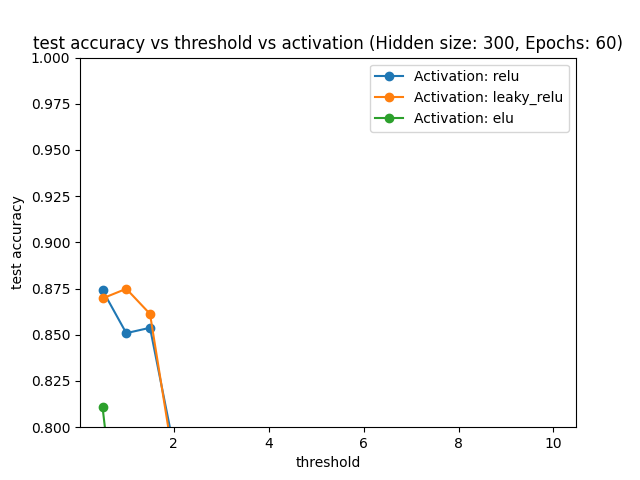 test accuracy vs threshold vs activation (Hidden size: 300, Epochs: 60)
1.000
0.975
0.950
0.925
0.900
0.875
0.850
0.825
0.800
test accuracy
Activation: relu
Activation: leaky_relu
Activation: elu
2
4
6
8
10
threshold